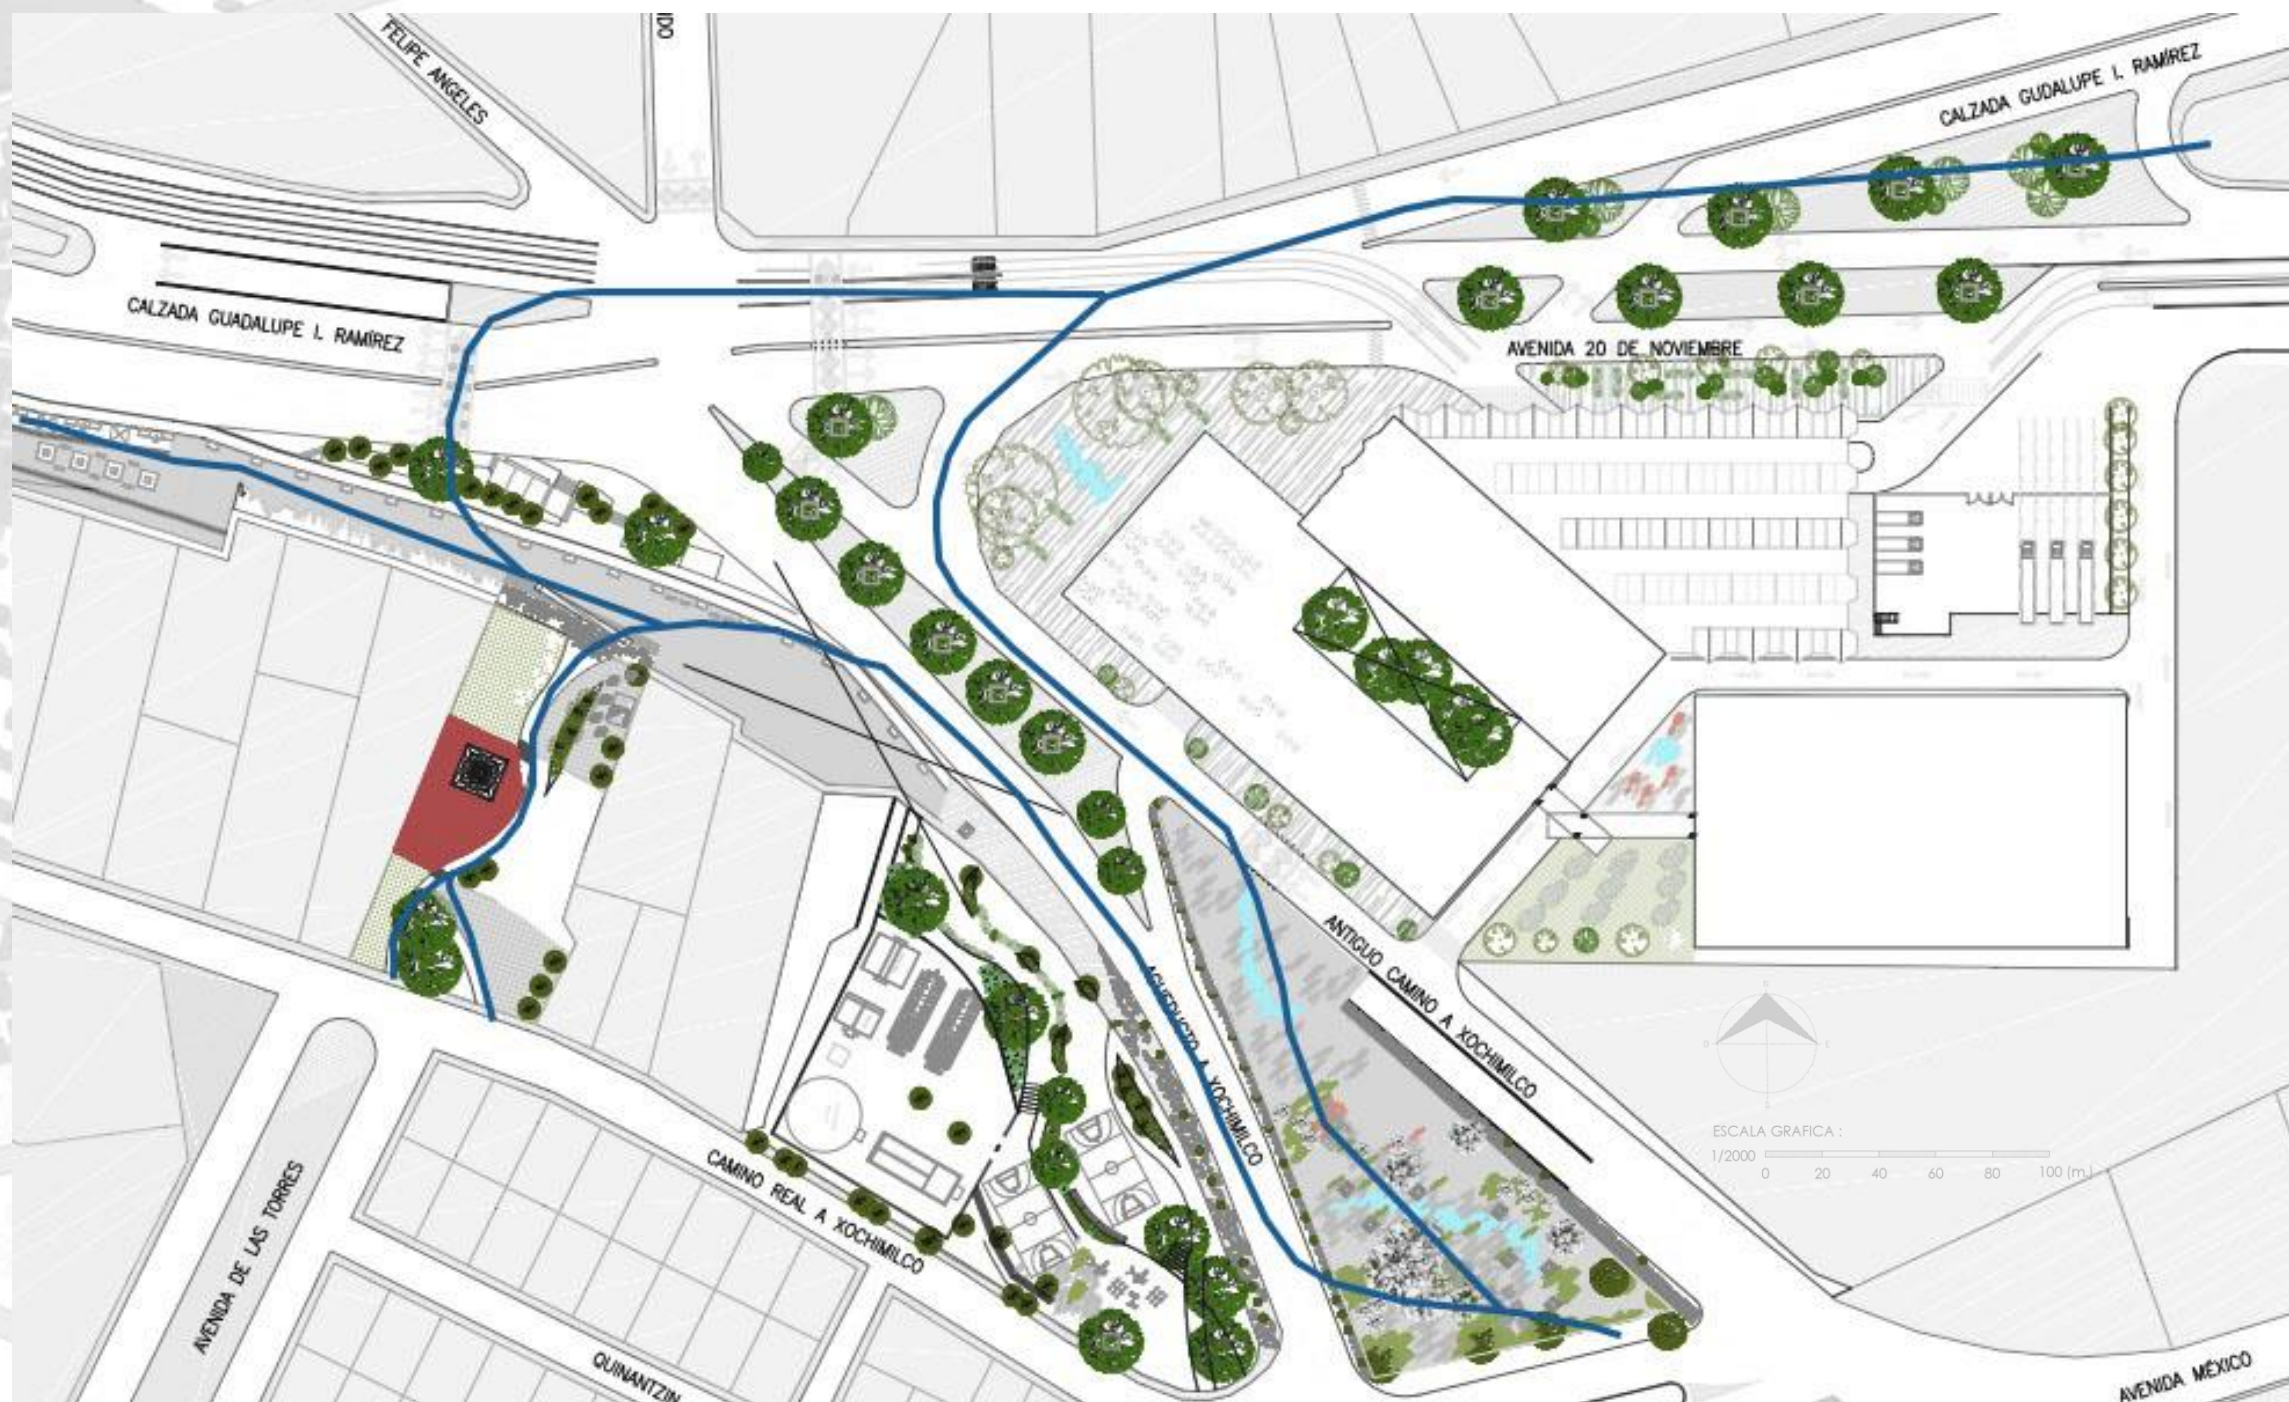 FELIPE ANGELES
CALZADA GUDALUPE I. RAMÍREZ
CALZADA GUADALUPE I. RAMÍREZ
AVENIDA 20 DE NOVIEMBRE
ANTIGUO CAMINO A XOCHIMILCO
ACUEDUCTO A XOCHIMILCO
CAMINO REAL A XOCHIMILCO
AVENIDA DE LAS TORRES
QUINANTZIN
AVENIDA MÉXICO
ESCALA GRAFICA :
1/2000
0 20 40 60 80 100 (m.)